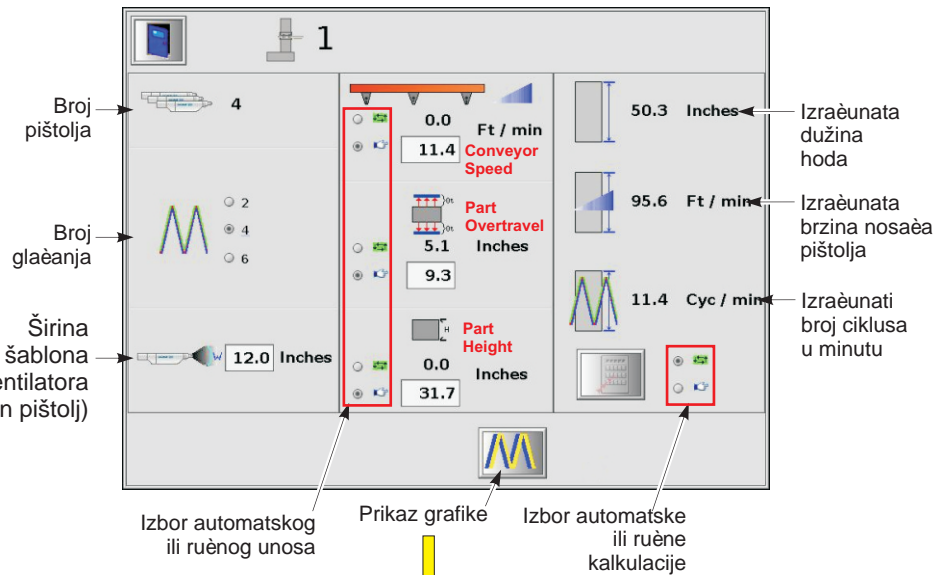 1
Broj
pištolja
4
Broj
glaèanja
2
4
6
Širina
šablona
entilatora
n pištolj)
12.0 Inches
0.0
Ft / min
11.4
Conveyor
Speed
Part
Overtravel
5.1 Inches
9.3
H
Part
Height
0.0
Inches
31.7
50.3 Inches
Izraèunata
dužina
hoda
95.6 Ft / min
Izraèunata
brzina nosaèa
pištolja
11.4 Cyc / min
Izraèunati
broj ciklusa
u minutu
Izbor automatskog
ili ruènog unosa
Prikaz grafike
Izbor automatske
ili ruène
kalkulacije